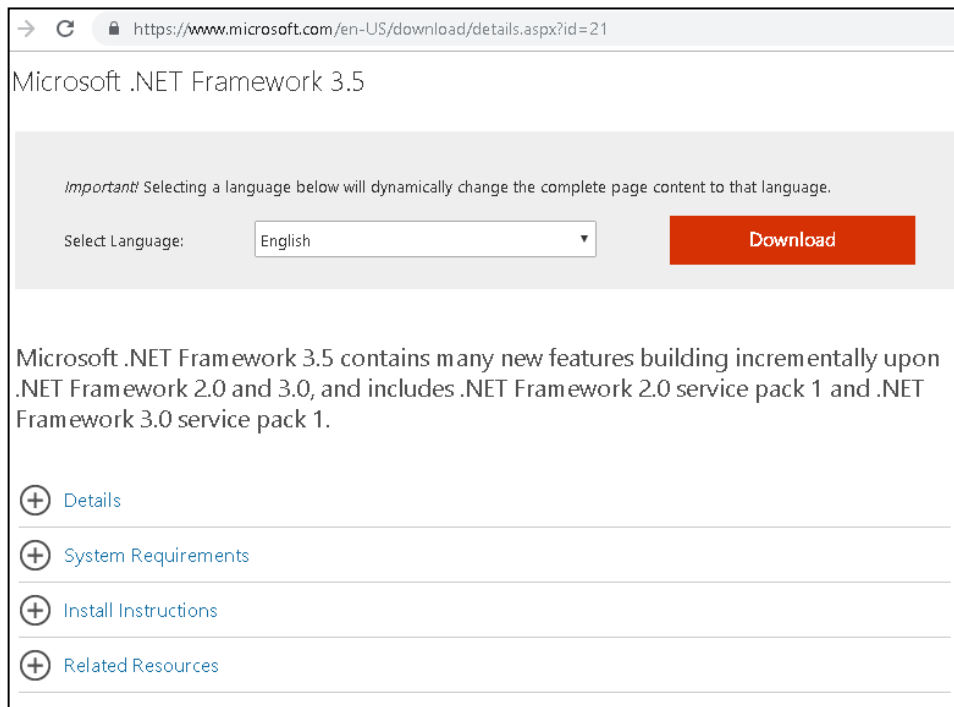 https://www.microsoft.com/en-US/download/details.aspx?id=21
Microsoft .NET Framework 3.5
Important! Selecting a language below will dynamically change the complete page content to that language.
Select Language: English Download
Microsoft .NET Framework 3.5 contains many new features building incrementally upon
.NET Framework 2.0 and 3.0, and includes .NET Framework 2.0 service pack 1 and .NET
Framework 3.0 service pack 1.
Details
System Requirements
Install Instructions
Related Resources